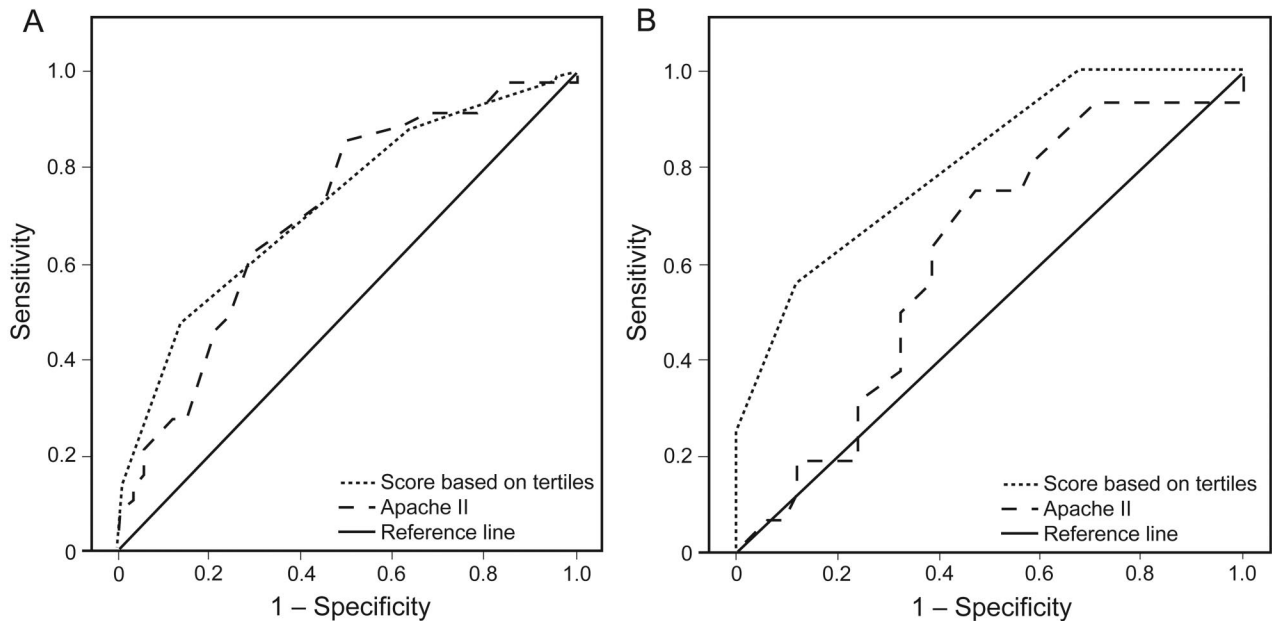 A
1.0
0.8
0.6
0.4
0.2
0
Sensitivity
Score based on tertiles
Apache II
Reference line
0 0.2 0.4 0.6 0.8 1.0
1 – Specificity
B
1.0
0.8
0.6
0.4
0.2
0
Sensitivity
Score based on tertiles
Apache II
Reference line
0 0.2 0.4 0.6 0.8 1.0
1 – Specificity